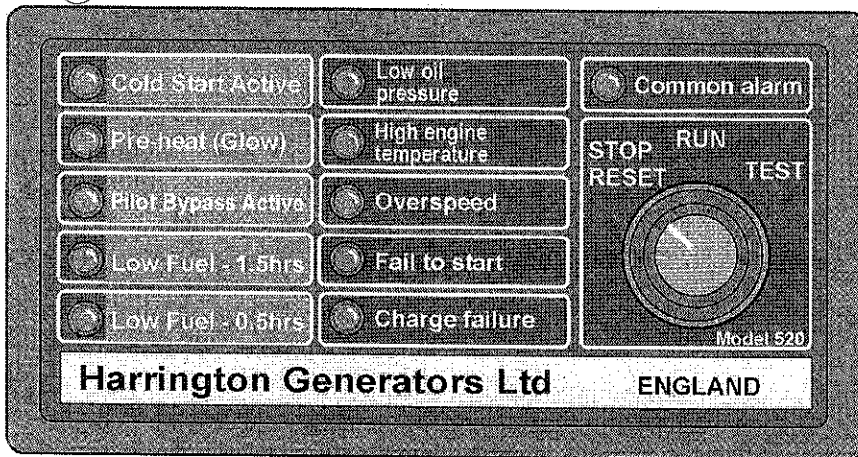 Cold Start Active
Pre-heat (Glow)
Pilot Bypass Active
Low Fuel - 1.5hrs
Low Fuel - 0.5hrs
Low oil
pressure
High engine
temperature
Overspeed
Fail to start
Charge failure
Common alarm
STOP
RESET
RUN
TEST
Model 520
Harrington Generators Ltd
ENGLAND